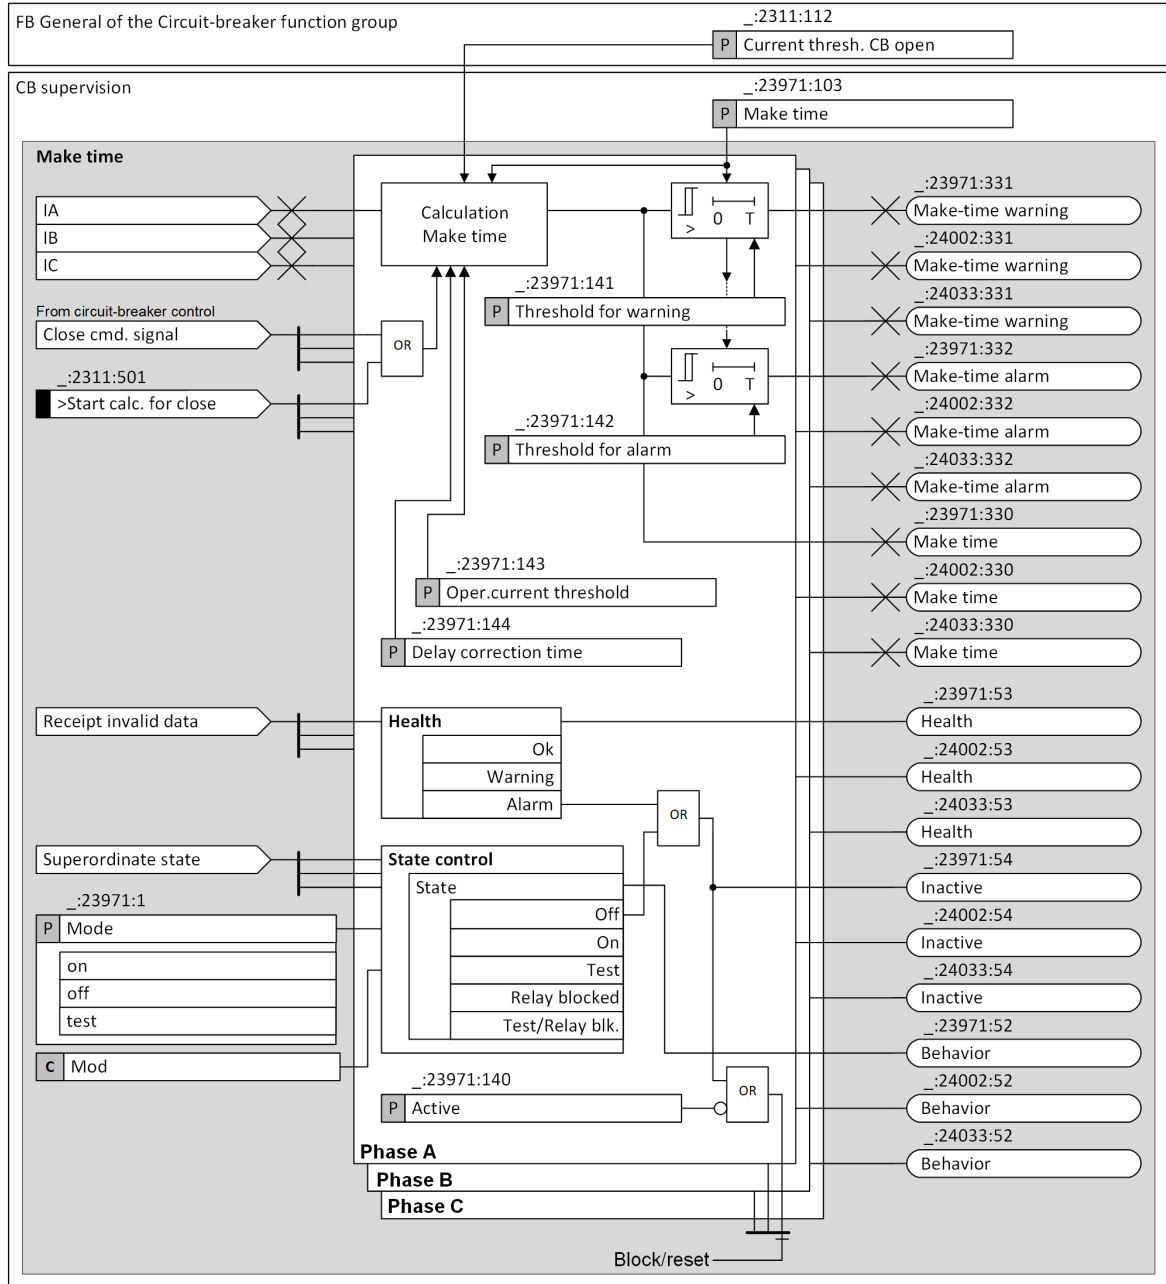 FB General of the Circuit-breaker function group
_:2311:112
P Current thresh. CB open
CB supervision
_:23971:103
P Make time
Make time
IA
IB
IC
Calculation
Make time
>
0 T
_:23971:331
Make-time warning
_:24002:331
Make-time warning
_:23971:141
P Threshold for warning
_:24033:331
Make-time warning
From circuit-breaker control
Close cmd. signal
OR
>
0 T
_:23971:332
Make-time alarm
_:2311:501
>Start calc. for close
_:24002:332
Make-time alarm
_:23971:142
P Threshold for alarm
_:24033:332
Make-time alarm
_:23971:330
Make time
_:23971:143
P Oper.current threshold
_:24002:330
Make time
_:23971:144
P Delay correction time
_:24033:330
Make time
Receipt invalid data
Health
Ok
Warning
Alarm
OR
_:23971:53
Health
_:24002:53
Health
_:24033:53
Health
Superordinate state
State control
State
Off
On
Test
Relay blocked
Test/Relay blk.
_:23971:54
Inactive
_:23971:1
P Mode
on
off
test
C Mod
_:24002:54
Inactive
_:24033:54
Inactive
_:23971:52
Behavior
_:23971:140
P Active
OR
_:24002:52
Behavior
_:24033:52
Behavior
Phase A
Phase B
Phase C
Block/reset